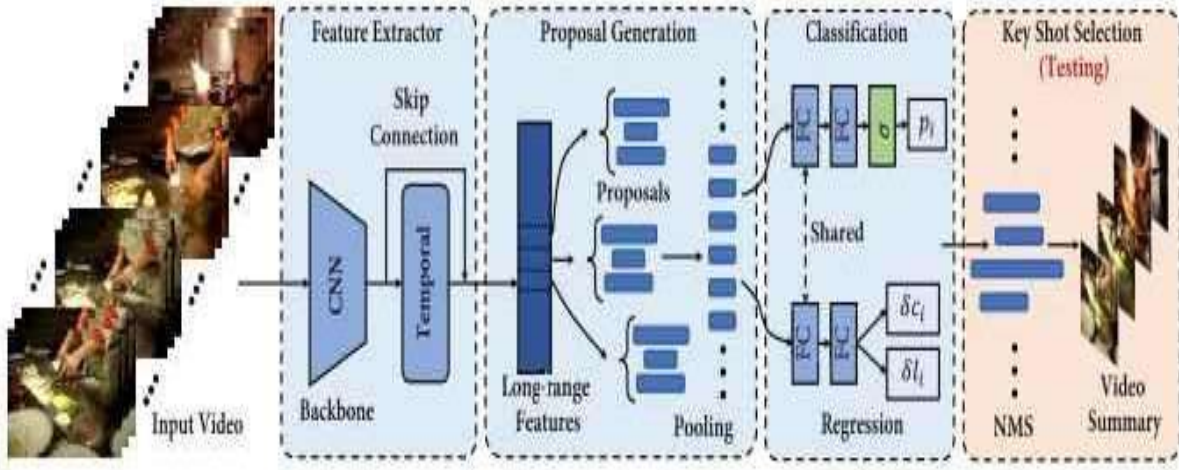 Feature Extractor
Skip
Connection
CNN
Temporal
Backbone
Input Video
Proposal Generation
Proposals
Long-range
Features
Pooling
Classification
FC
FC
σ
p_i
Shared
FC
FC
δc_i
δl_i
Regression
Key Shot Selection
(Testing)
NMS
Video
Summary